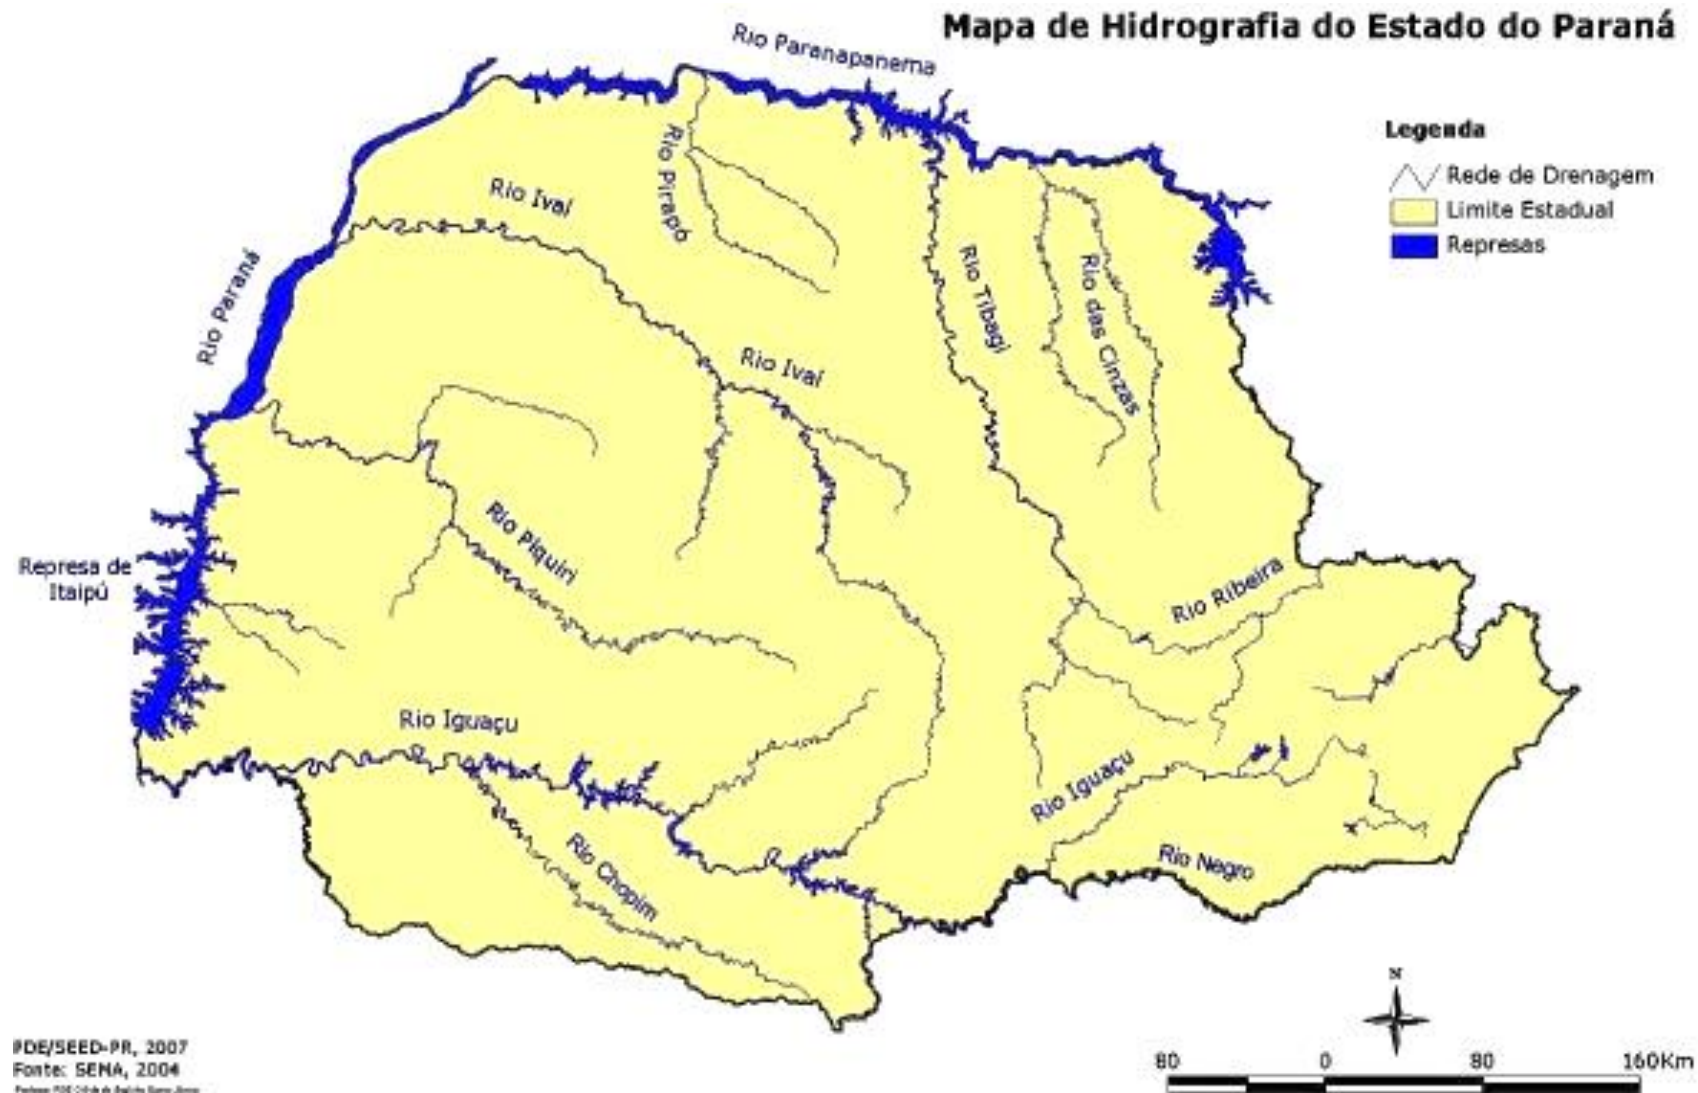 Mapa de Hidrografia do Estado do Paraná
Rio Paranapanema
Legenda
Rede de Drenagem
Limite Estadual
Represas
Rio Pirapó
Rio Ivaí
Rio Paraná
Rio Tibagi
Rio das Cinzas
Rio Ivaí
Rio Piquiri
Represa de
Itaipú
Rio Ribeira
Rio Iguaçu
Rio Iguaçu
Rio Chopim
Rio Negro
N
PDE/SEED-PR, 2007
Fonte: SEMA, 2004
80 0 80 160Km